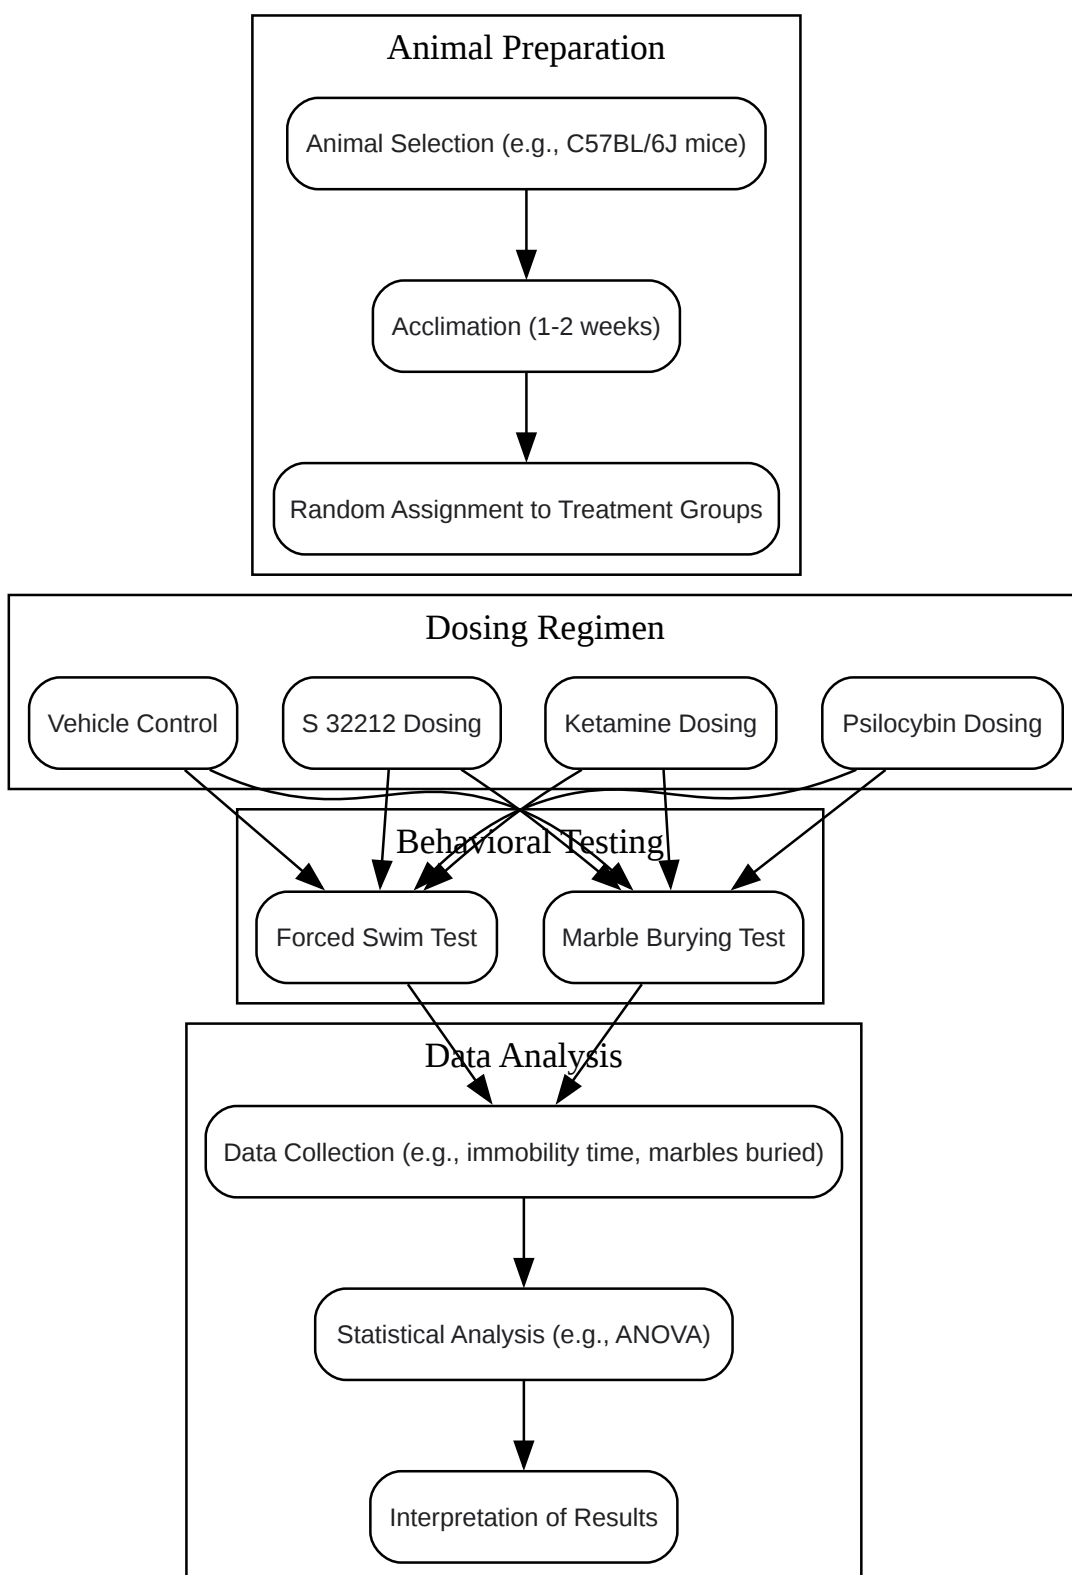 Animal Preparation
Animal Selection (e.g., C57BL/6J mice)
Acclimation (1-2 weeks)
Random Assignment to Treatment Groups
Dosing Regimen
Vehicle Control
S 32212 Dosing
Ketamine Dosing
Psilocybin Dosing
Behavioral Testing
Forced Swim Test
Marble Burying Test
Data Analysis
Data Collection (e.g., immobility time, marbles buried)
Statistical Analysis (e.g., ANOVA)
Interpretation of Results